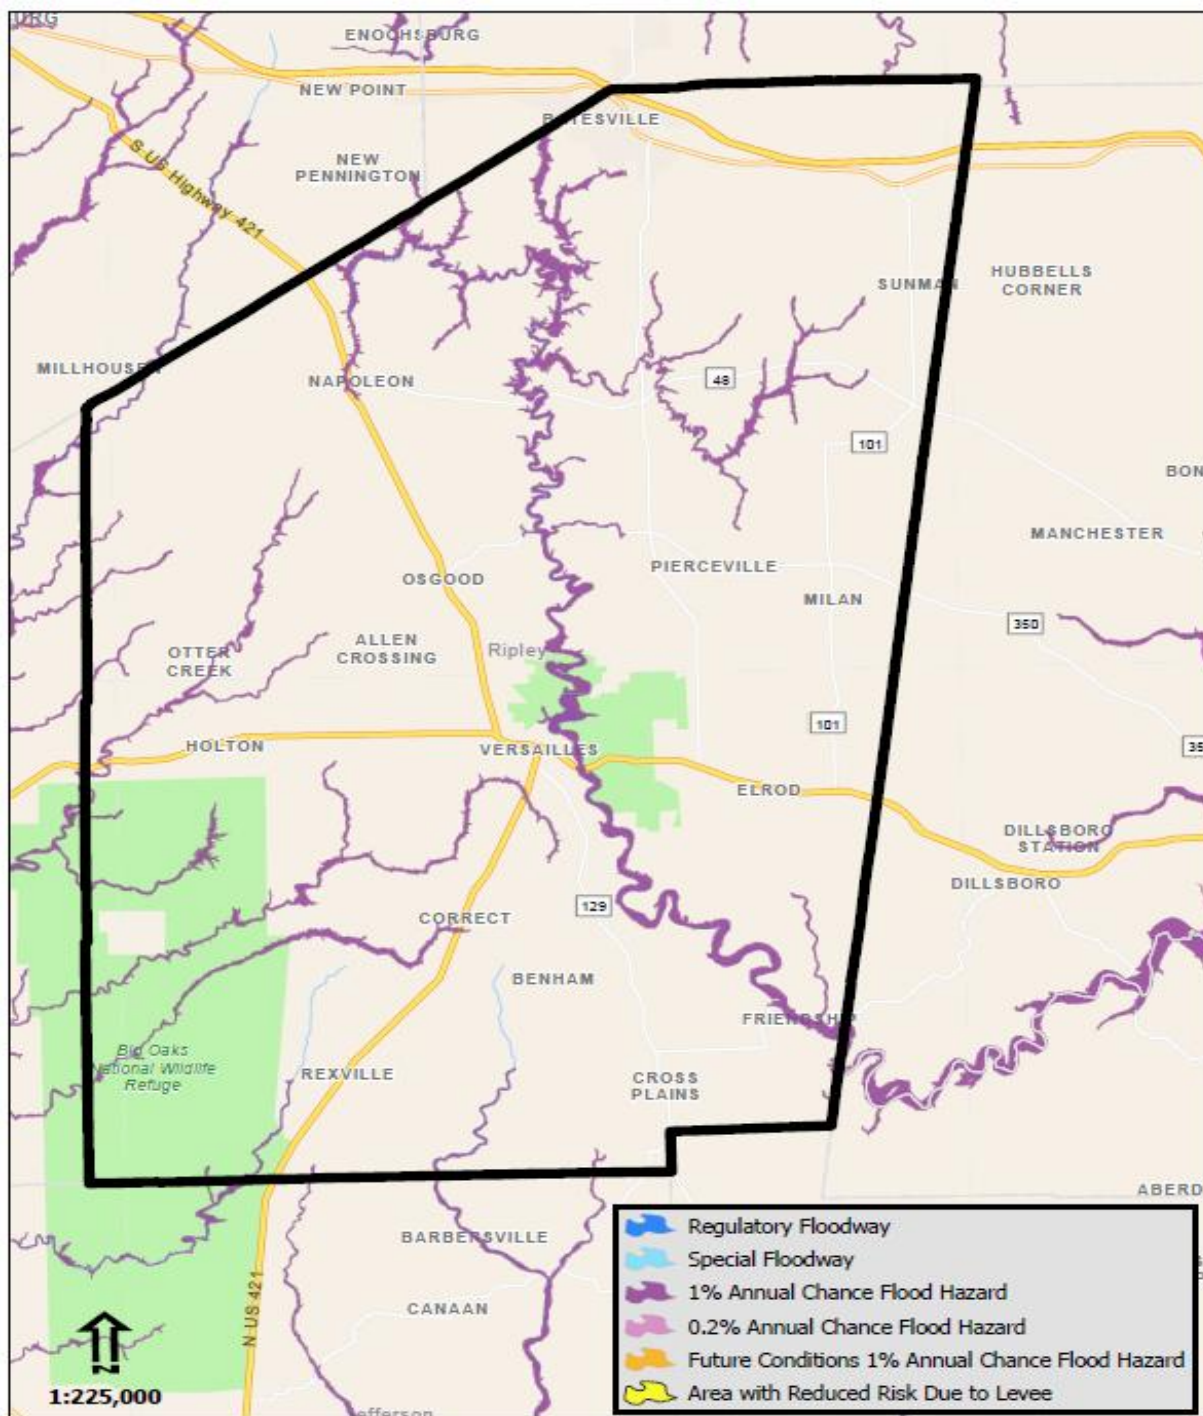 ENOCHSBURG
NEW POINT
BATESVILLE
NEW
PENNINGTON
S US Highway 421
SUNMAN
HUBBELLS
CORNER
MILLHOUSEN
NAPOLEON
48
101
BON
MANCHESTER
PIERCEVILLE
OSGOOD
MILAN
350
OTTER
CREEK
ALLEN
CROSSING
Ripley
101
HOLTON
VERSAILLES
35
ELROD
DILLSBORO
STATION
DILLSBORO
129
CORRECT
BENHAM
FRIENDSHIP
Big Oaks
National Wildlife
Refuge
REXVILLE
CROSS
PLAINS
ABERD
BARBERSVILLE
CANAAN
N US 421
N
1:225,000
Jefferson
Regulatory Floodway
Special Floodway
1% Annual Chance Flood Hazard
0.2% Annual Chance Flood Hazard
Future Conditions 1% Annual Chance Flood Hazard
Area with Reduced Risk Due to Levee